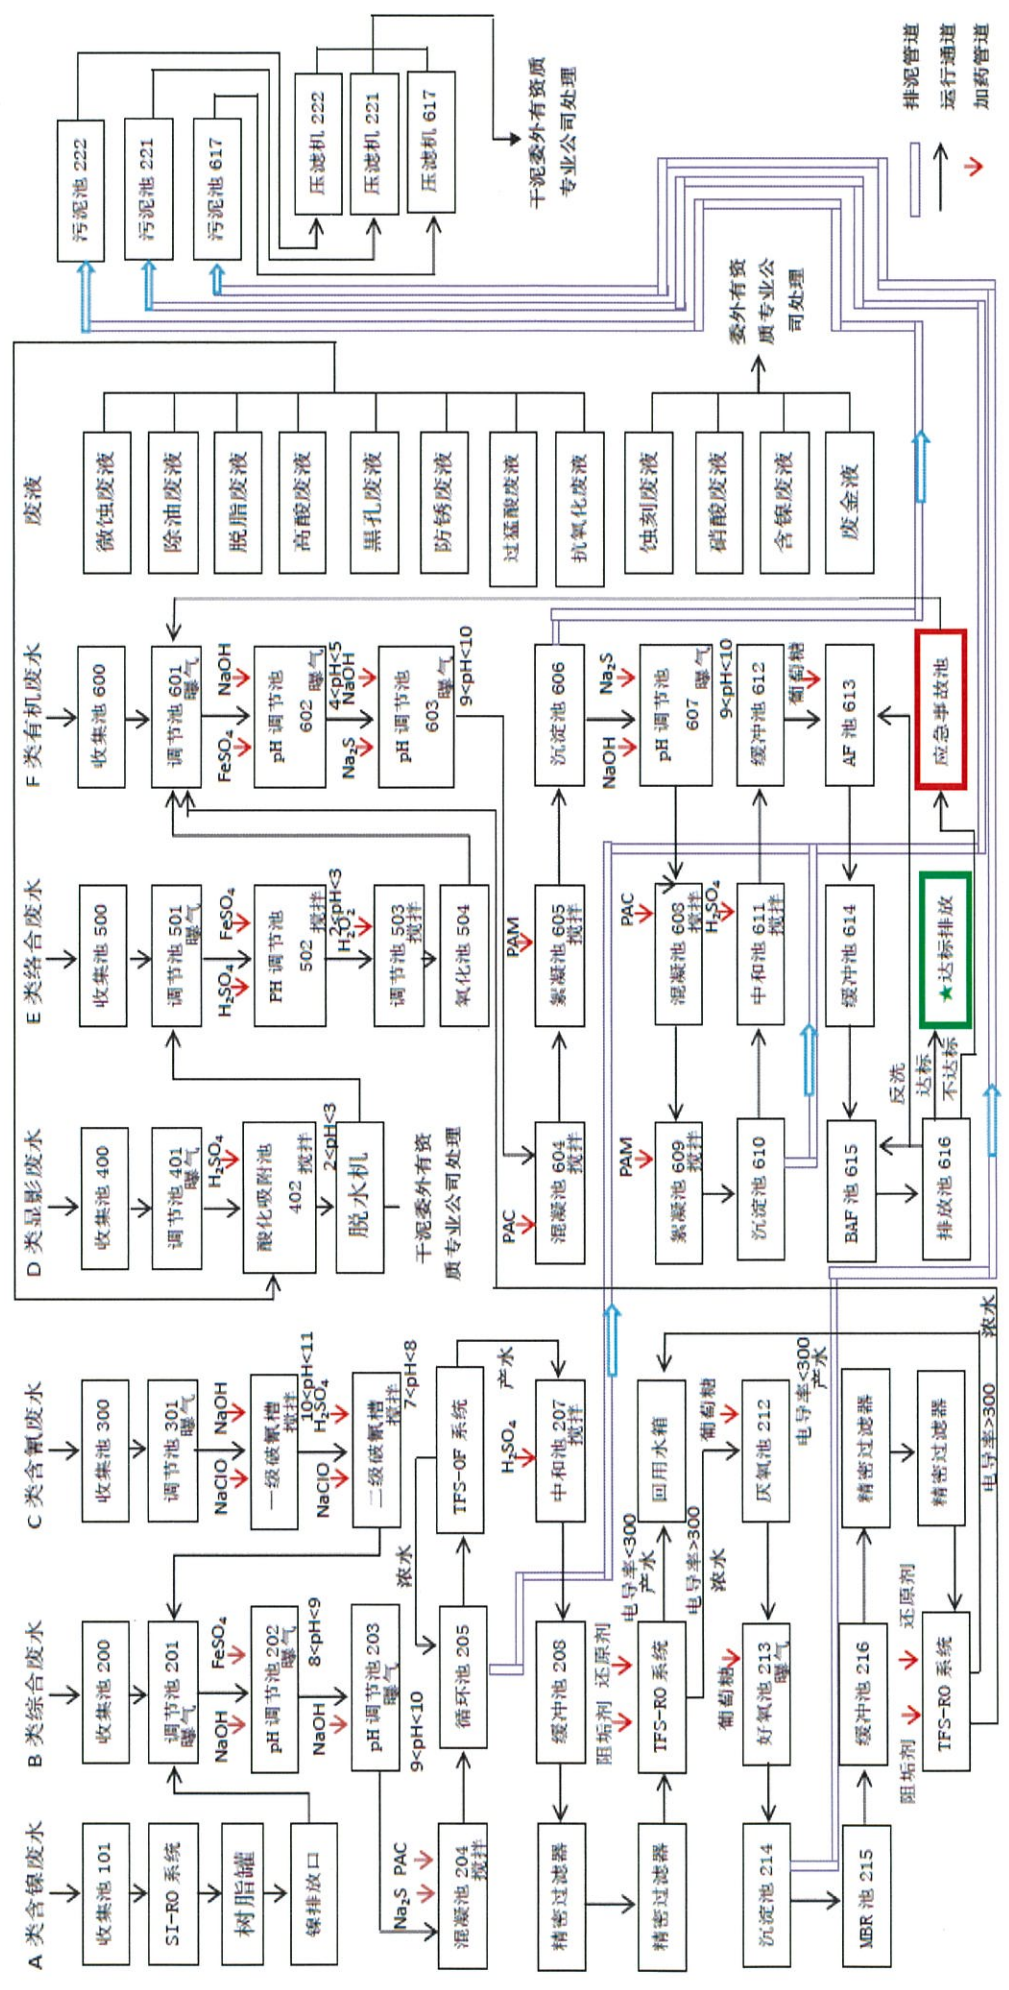 A 类含镍废水
收集池 101
SI-RO 系统
树脂罐
镍排放口
B 类综合废水
收集池 200
调节池 201
曝气
NaOH
FeSO₄
pH 调节池 202
曝气
8<pH<9
NaOH
pH 调节池 203
曝气
9<pH<10
C 类含氰废水
收集池 300
调节池 301
曝气
NaClO
NaOH
一级破氰槽
搅拌
10<pH<11
NaClO
H₂SO₄
二级破氰槽
搅拌
7<pH<8
Na₂S PAC
混凝池 204
搅拌
循环池 205
浓水
TFS-OF 系统
产水
H₂SO₄
中和池 207
搅拌
缓冲池 208
精密过滤器
精密过滤器
阻垢剂 还原剂
TFS-RO 系统
电导率<300
产水
回用水箱
电导率>300
浓水
葡萄糖
厌氧池 212
葡萄糖
好氧池 213
曝气
沉淀池 214
MBR 池 215
缓冲池 216
精密过滤器
精密过滤器
阻垢剂
还原剂
TFS-RO 系统
电导率<300
产水
电导率>300
浓水
D 类显影废水
收集池 400
调节池 401
曝气
H₂SO₄
酸化吸附池
402 搅拌
2<pH<3
脱水机
干泥委外有资
质专业公司处理
E 类络合废水
收集池 500
调节池 501
曝气
H₂SO₄
FeSO₄
PH 调节池
502 搅拌
2<pH<3
H₂O₂
调节池 503
搅拌
氧化池 504
F 类有机废水
收集池 600
调节池 601
曝气
FeSO₄
NaOH
pH 调节池
602 曝气
4<pH<5
Na₂S
NaOH
pH 调节池
603 曝气
9<pH<10
PAC
混凝池 604
搅拌
PAM
絮凝池 605
搅拌
沉淀池 606
NaOH
Na₂S
pH 调节池
607 曝气
9<pH<10
PAC
混凝池 608
搅拌
PAM
絮凝池 609
搅拌
沉淀池 610
H₂SO₄
中和池 611
搅拌
缓冲池 612
葡萄糖
AF 池 613
缓冲池 614
BAF 池 615
反洗
排放池 616
达标
不达标
★达标排放
应急事故池
废液
微蚀废液
除油废液
脱脂废液
高酸废液
黑孔废液
防锈废液
过猛酸废液
抗氧化废液
蚀刻废液
硝酸废液
含镍废液
废金液
委外有资
质专业公
司处理
污泥池 222
污泥池 221
污泥池 617
压滤机 222
压滤机 221
压滤机 617
干泥委外有资质
专业公司处理
排泥管道
运行通道
加药管道